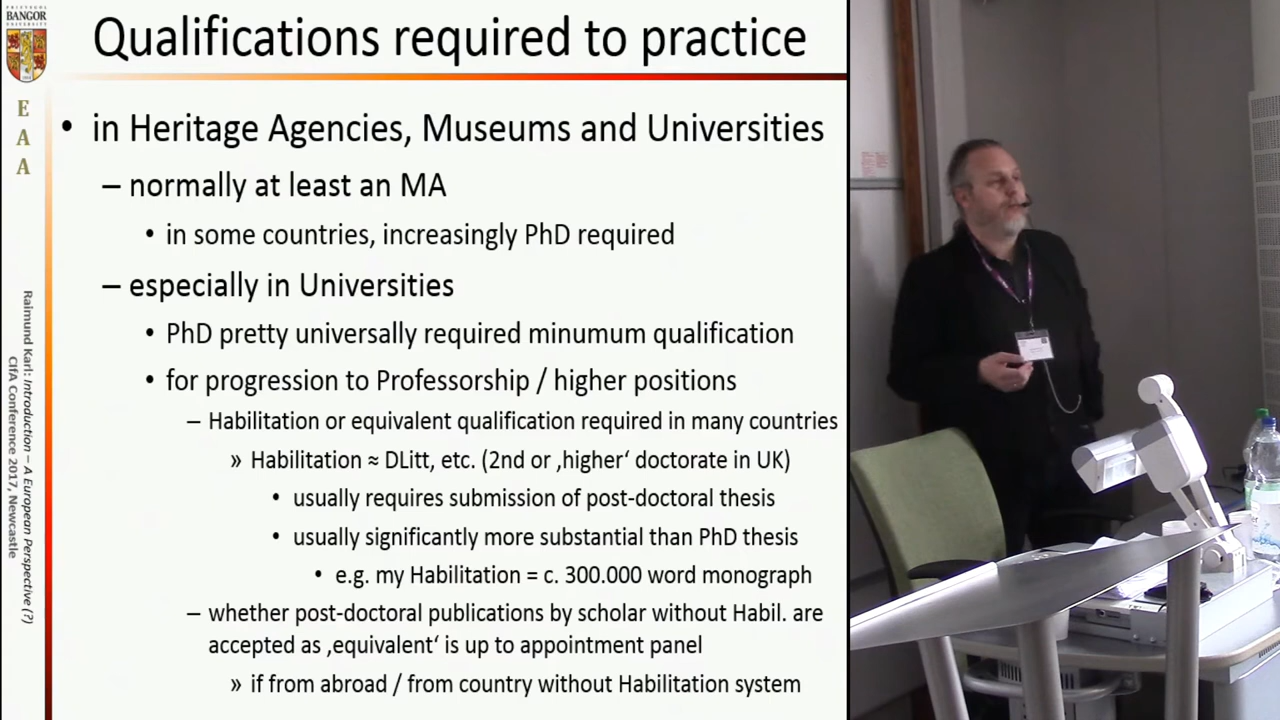 PRIFYSGOL
BANGOR
UNIVERSITY
E
A
A
Raimund Karl: Introduction – A European Perspective (?)
CIfA Conference 2017, Newcastle
Qualifications required to practice
• in Heritage Agencies, Museums and Universities
– normally at least an MA
• in some countries, increasingly PhD required
– especially in Universities
• PhD pretty universally required minumum qualification
• for progression to Professorship / higher positions
– Habilitation or equivalent qualification required in many countries
» Habilitation ≈ DLitt, etc. (2nd or ‚higher‘ doctorate in UK)
• usually requires submission of post-doctoral thesis
• usually significantly more substantial than PhD thesis
• e.g. my Habilitation = c. 300.000 word monograph
– whether post-doctoral publications by scholar without Habil. are
accepted as ‚equivalent‘ is up to appointment panel
» if from abroad / from country without Habilitation system